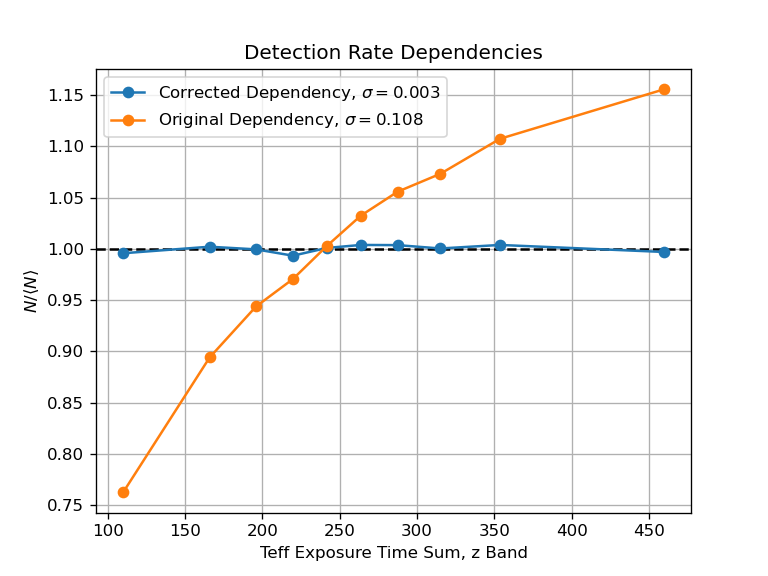 Detection Rate Dependencies
Corrected Dependency, σ = 0.003
Original Dependency, σ = 0.108
1.15
1.10
1.05
1.00
0.95
0.90
0.85
0.80
0.75
N/⟨N⟩
100 150 200 250 300 350 400 450
Teff Exposure Time Sum, z Band